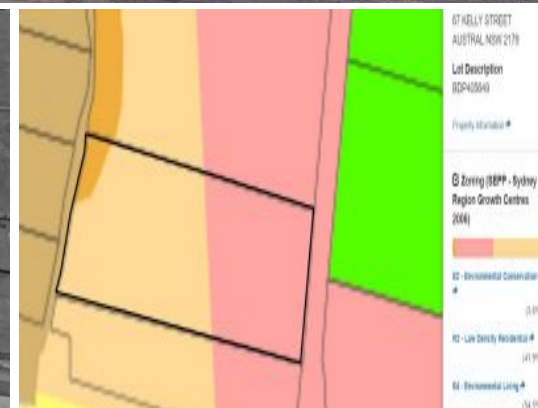 67 KELLY STREET
AUSTRAL NSW 2179
Lot Description
Property Information
Zoning (SEPP - Sydney
Region Growth Centres
2006)
E2 - Environmental Conservation
R2 - Low Density Residential
E4 - Environmental Living